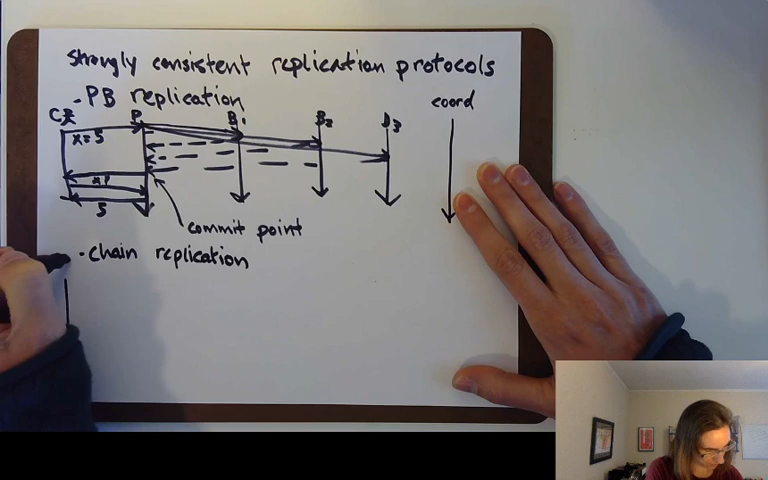 strongly consistent replication protocols
- PB replication
coord
P B₁ B₂ B₃
x=5
5
commit point
- chain replication